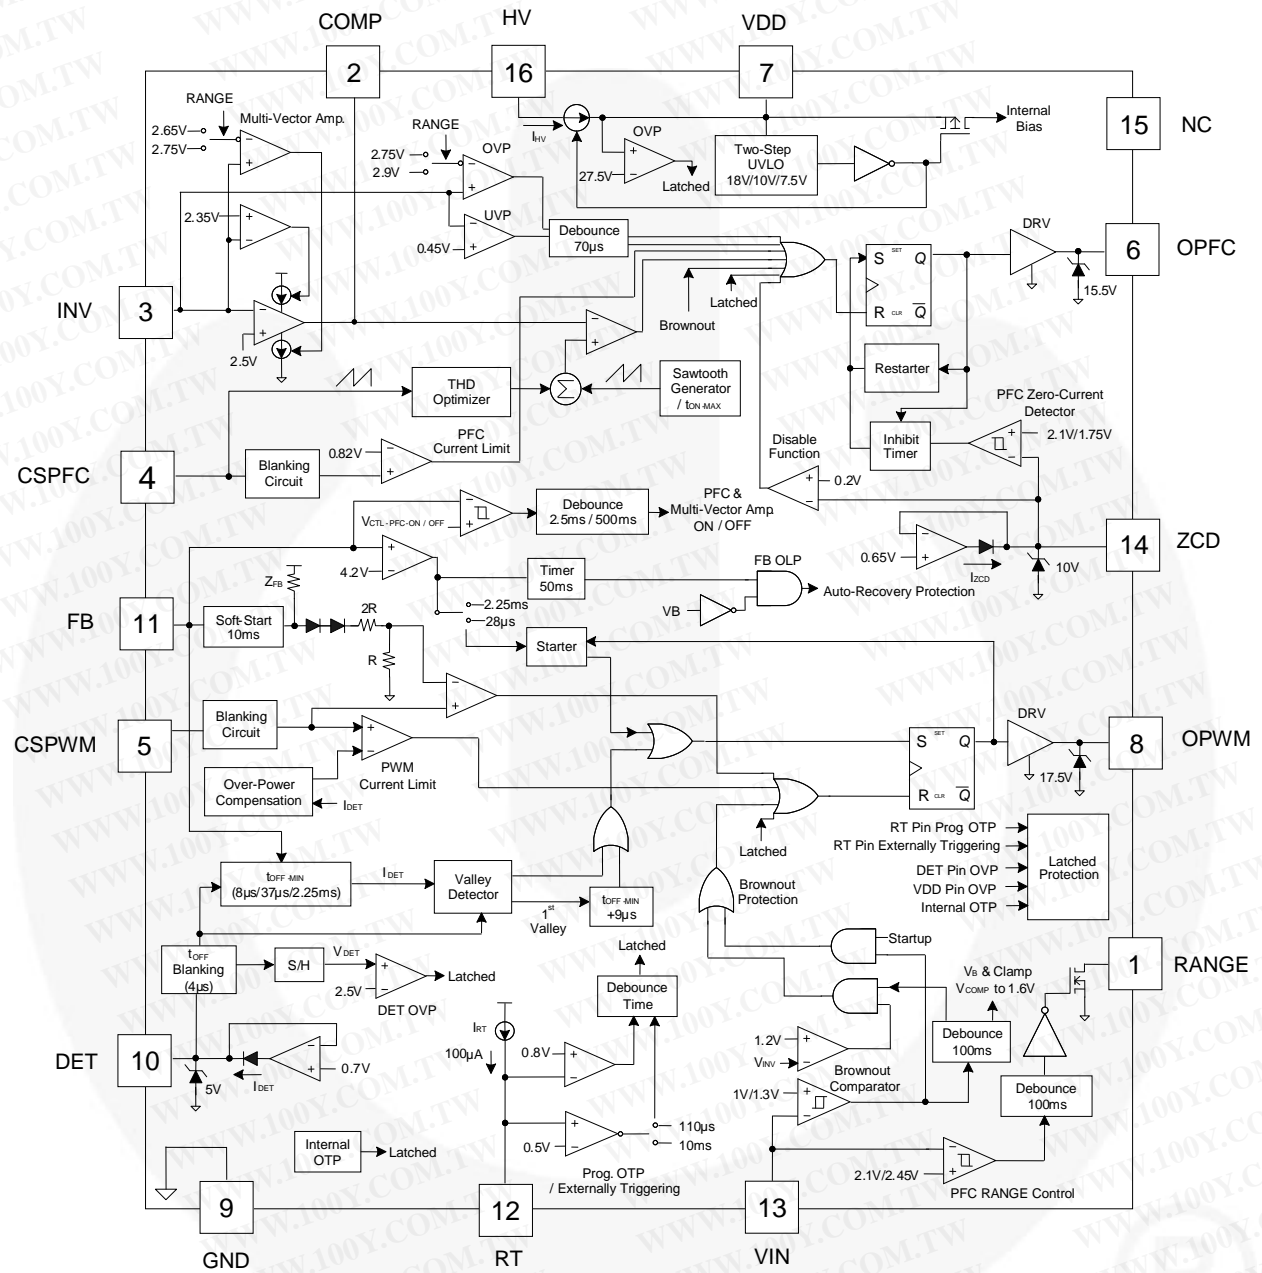 COMP
HV
VDD
2
16
7
15
NC
RANGE
Multi-Vector Amp.
2.65V
2.75V
RANGE
2.75V
2.9V
OVP
IHV
OVP
27.5V
Latched
Two-Step
UVLO
18V/10V/7.5V
Internal
Bias
2.35V
UVP
0.45V
Debounce
70µs
DRV
6
OPFC
15.5V
S SET Q
R CLR Q
Latched
Brownout
INV
3
2.5V
THD
Optimizer
Σ
Sawtooth
Generator
/ tON-MAX
Restarter
PFC Zero-Current
Detector
Inhibit
Timer
2.1V/1.75V
PFC
Current Limit
0.82V
Disable
Function
0.2V
CSPFC
4
Blanking
Circuit
VCTL-PFC-ON / OFF
Debounce
2.5ms / 500ms
PFC &
Multi-Vector Amp.
ON / OFF
14
ZCD
0.65V
IZCD
10V
4.2V
Timer
50ms
FB OLP
VB
Auto-Recovery Protection
ZFB
FB
11
Soft-Start
10ms
2R
R
2.25ms
28µs
Starter
CSPWM
5
Blanking
Circuit
Over-Power
Compensation
IDET
PWM
Current Limit
S SET Q
R CLR Q
DRV
8
OPWM
17.5V
Latched
RT Pin Prog OTP
RT Pin Externally Triggering
DET Pin OVP
VDD Pin OVP
Internal OTP
Latched
Protection
tOFF-MIN
(8µs/37µs/2.25ms)
IDET
Valley
Detector
1st
Valley
tOFF-MIN
+9µs
Brownout
Protection
Startup
tOFF
Blanking
(4µs)
S/H
VDET
2.5V
DET OVP
Latched
Latched
Debounce
Time
VB & Clamp
VCOMP to 1.6V
1
RANGE
DET
10
5V
IDET
0.7V
IRT
100µA
0.8V
0.5V
110µs
10ms
1.2V
VINV
Brownout
Comparator
1V/1.3V
Debounce
100ms
Debounce
100ms
Internal
OTP
Latched
Prog. OTP
/ Externally Triggering
2.1V/2.45V
PFC RANGE Control
9
GND
12
RT
13
VIN
WWW.100Y.COM.TW